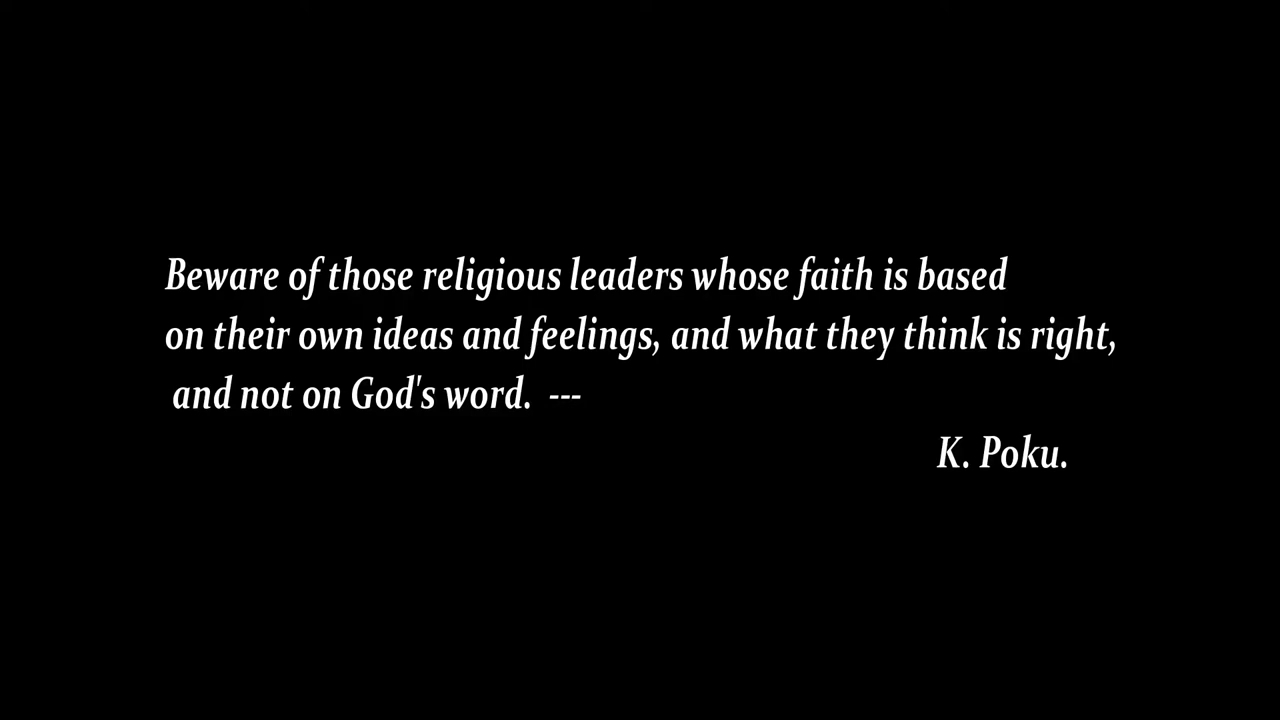 Beware of those religious leaders whose faith is based
on their own ideas and feelings, and what they think is right,
and not on God's word.  ---
K. Poku.